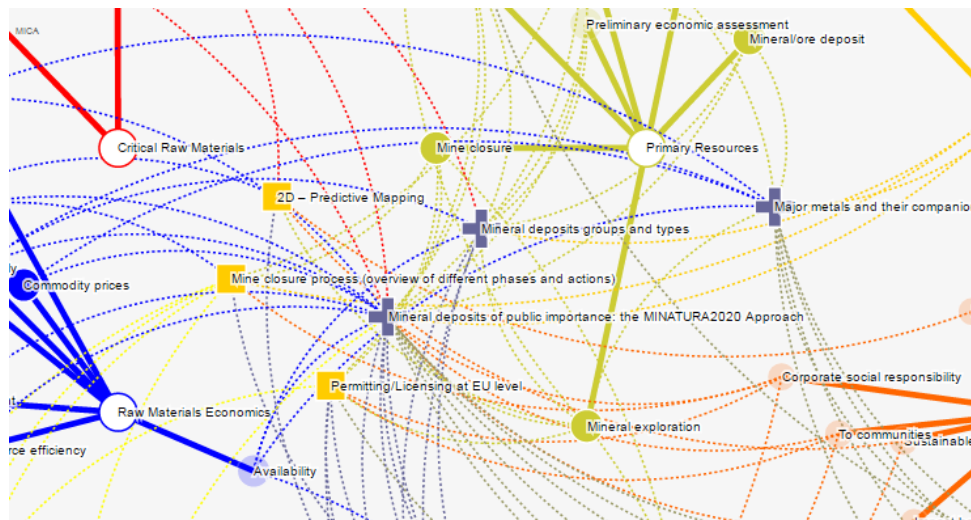 MICA
Preliminary economic assessment
Mineral/ore deposit
Critical Raw Materials
Mine closure
Primary Resources
2D – Predictive Mapping
Major metals and their companio
Mineral deposits groups and types
Mine closure process (overview of different phases and actions)
Commodity prices
Mineral deposits of public importance: the MINATURA2020 Approach
Corporate social responsibility
Permitting/Licensing at EU level
Raw Materials Economics
Mineral exploration
To communities
Sustainable
rce efficiency
Availability